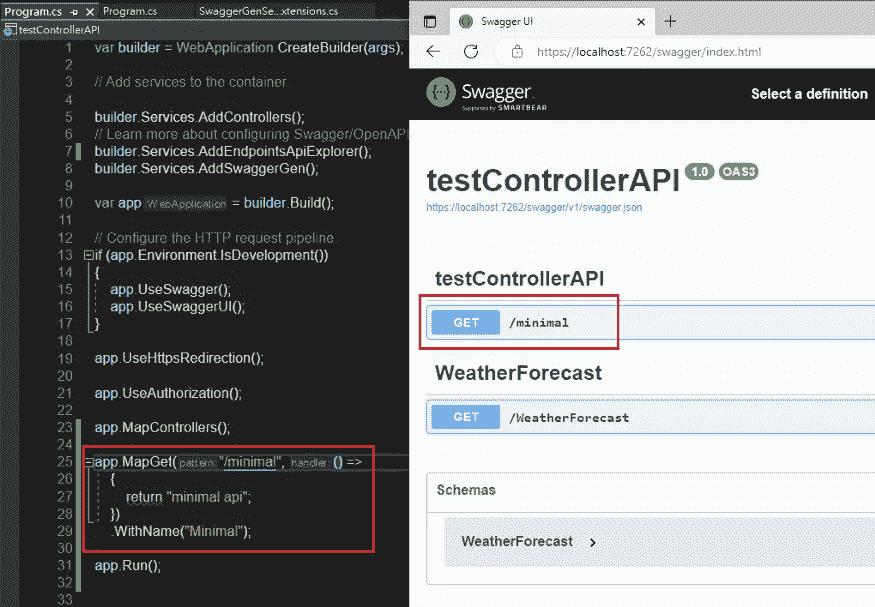 Program.cs
Program.cs
SwaggerGenSe...xtensions.cs
testControllerAPI
1 var builder = WebApplication.CreateBuilder(args);
2
3 // Add services to the container.
4
5 builder.Services.AddControllers();
6 // Learn more about configuring Swagger/OpenAPI
7 builder.Services.AddEndpointsApiExplorer();
8 builder.Services.AddSwaggerGen();
9
10 var app WebApplication = builder.Build();
11
12 // Configure the HTTP request pipeline.
13 if (app.Environment.IsDevelopment())
14 {
15 app.UseSwagger();
16 app.UseSwaggerUI();
17 }
18
19 app.UseHttpsRedirection();
20
21 app.UseAuthorization();
22
23 app.MapControllers();
24
25 app.MapGet(pattern: "/minimal", handler: () =>
26 {
27 return "minimal api";
28 })
29 .WithName("Minimal");
30
31 app.Run();
32
33
Swagger UI
https://localhost:7262/swagger/index.html
Swagger.
Supported by SMARTBEAR
Select a definition
testControllerAPI 1.0 OAS3
https://localhost:7262/swagger/v1/swagger.json
testControllerAPI
GET /minimal
WeatherForecast
GET /WeatherForecast
Schemas
WeatherForecast